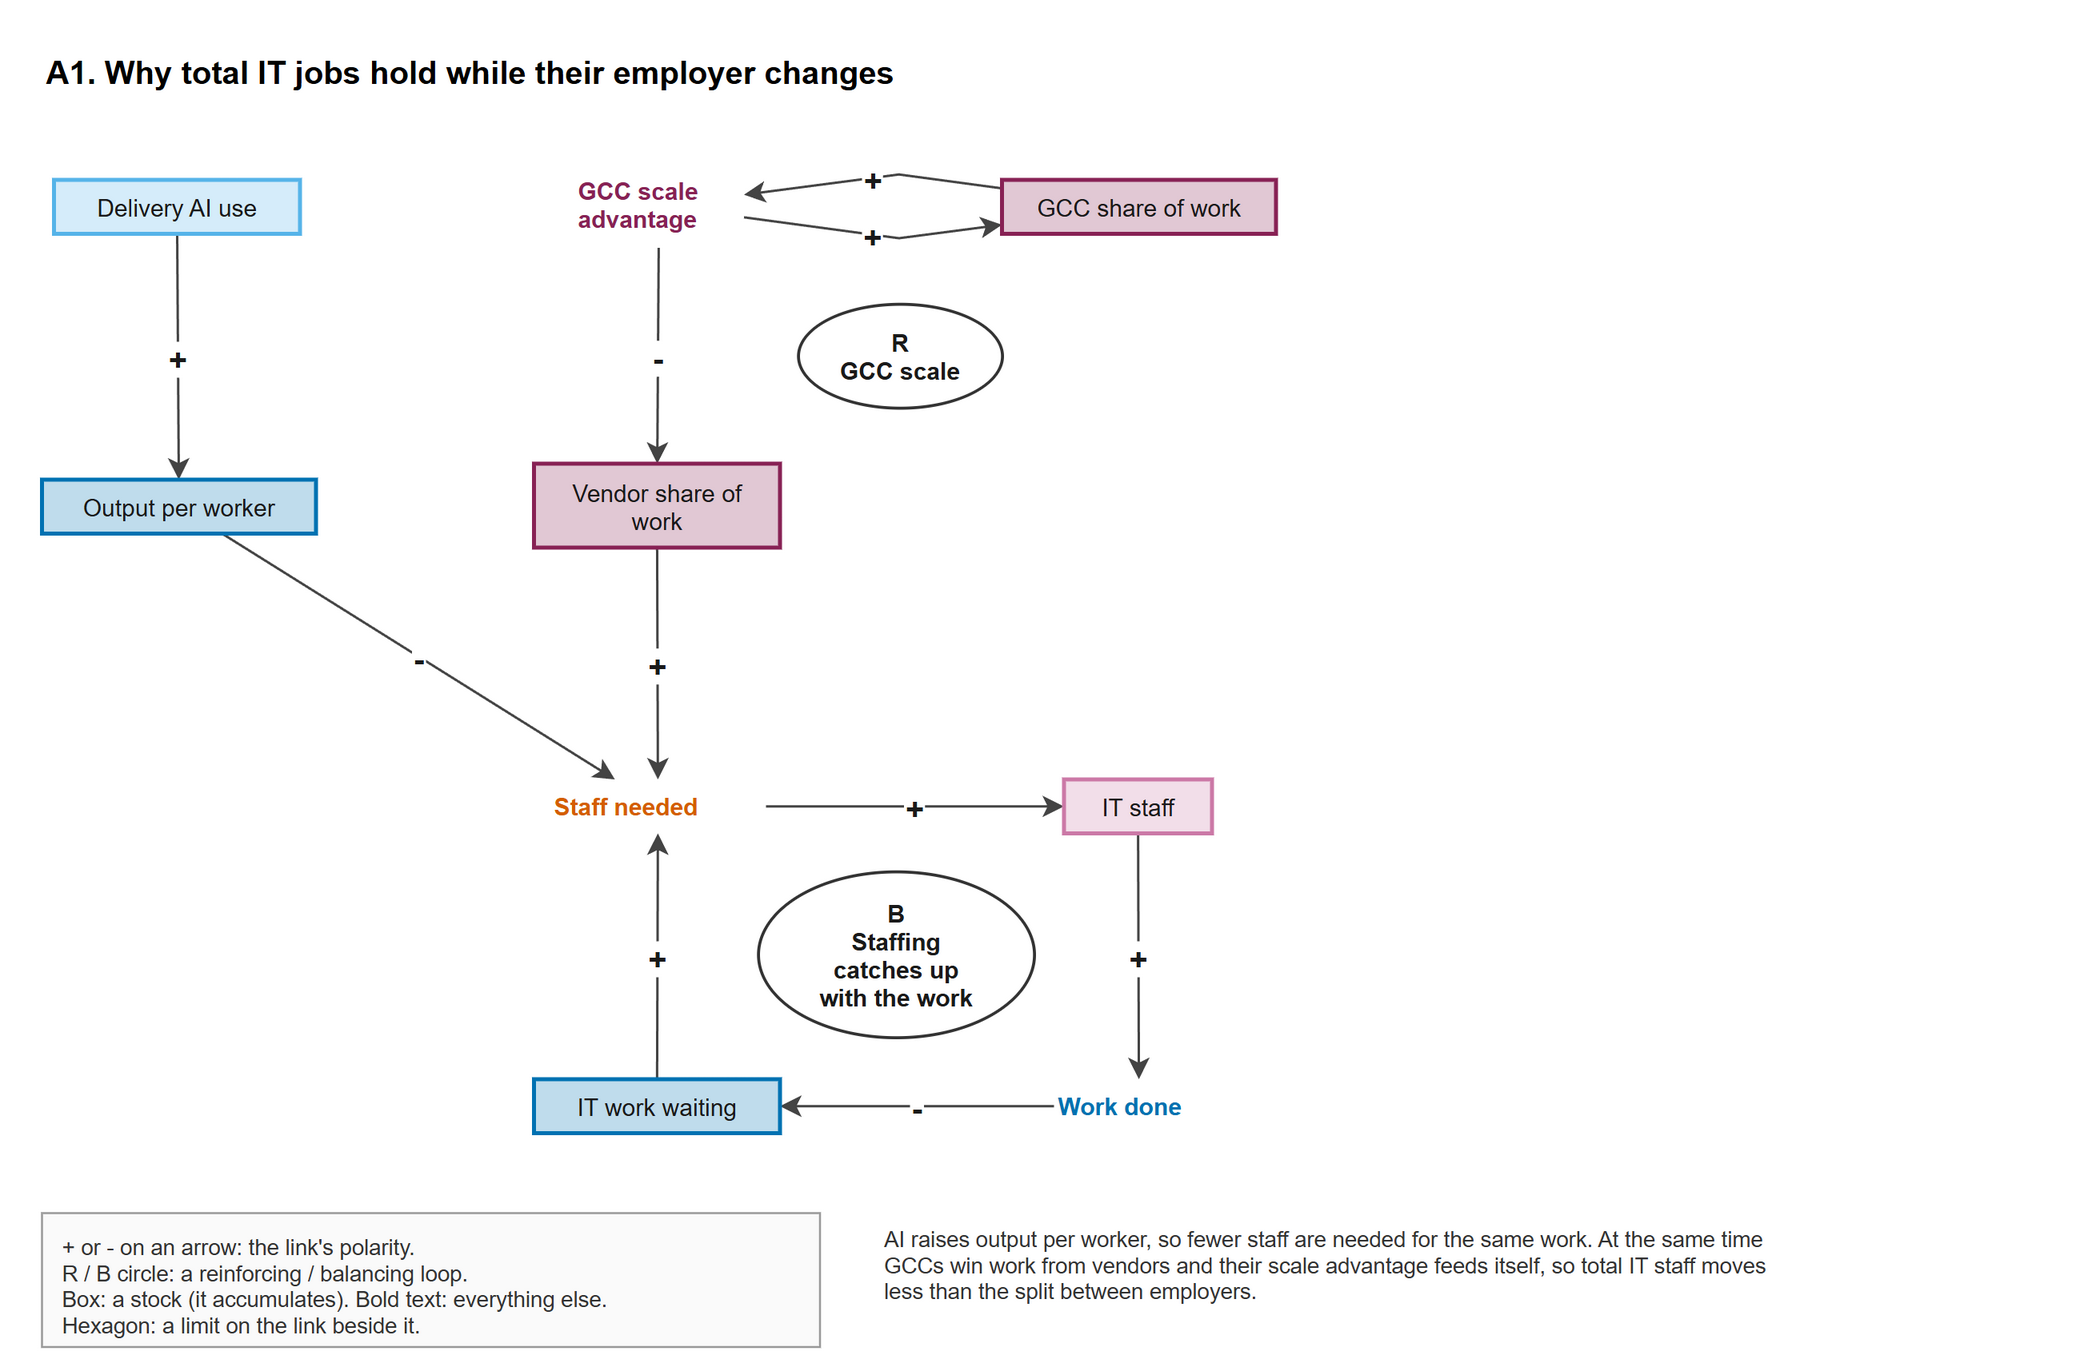 A1. Why total IT jobs hold while their employer changes
Delivery AI use
+
Output per worker
-
GCC scale
advantage
+
+
GCC share of work
R
GCC scale
-
Vendor share of
work
+
Staff needed
+
IT staff
B
Staffing
catches up
with the work
+
+
IT work waiting
-
Work done
+ or - on an arrow: the link's polarity.
R / B circle: a reinforcing / balancing loop.
Box: a stock (it accumulates). Bold text: everything else.
Hexagon: a limit on the link beside it.
AI raises output per worker, so fewer staff are needed for the same work. At the same time
GCCs win work from vendors and their scale advantage feeds itself, so total IT staff moves
less than the split between employers.